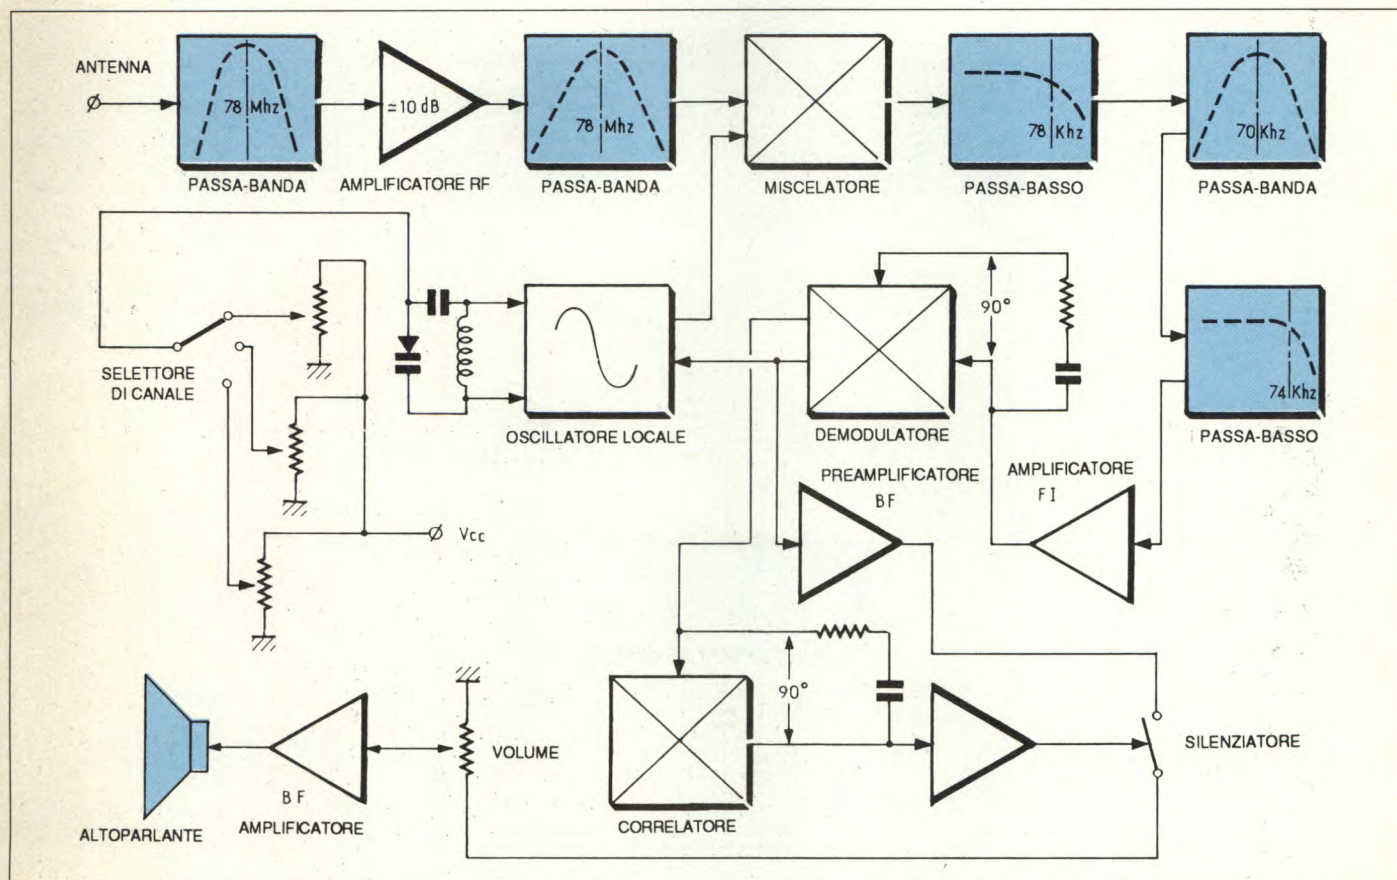 ANTENNA
78 Mhz
≃10 dB
78 Mhz
78 Khz
70 Khz
PASSA-BANDA
AMPLIFICATORE RF
PASSA-BANDA
MISCELATORE
PASSA-BASSO
PASSA-BANDA
SELETTORE
DI CANALE
90°
74 Khz
OSCILLATORE LOCALE
DEMODULATORE
PASSA-BASSO
PREAMPLIFICATORE
BF
AMPLIFICATORE
FI
Vcc
90°
VOLUME
SILENZIATORE
BF
AMPLIFICATORE
ALTOPARLANTE
CORRELATORE